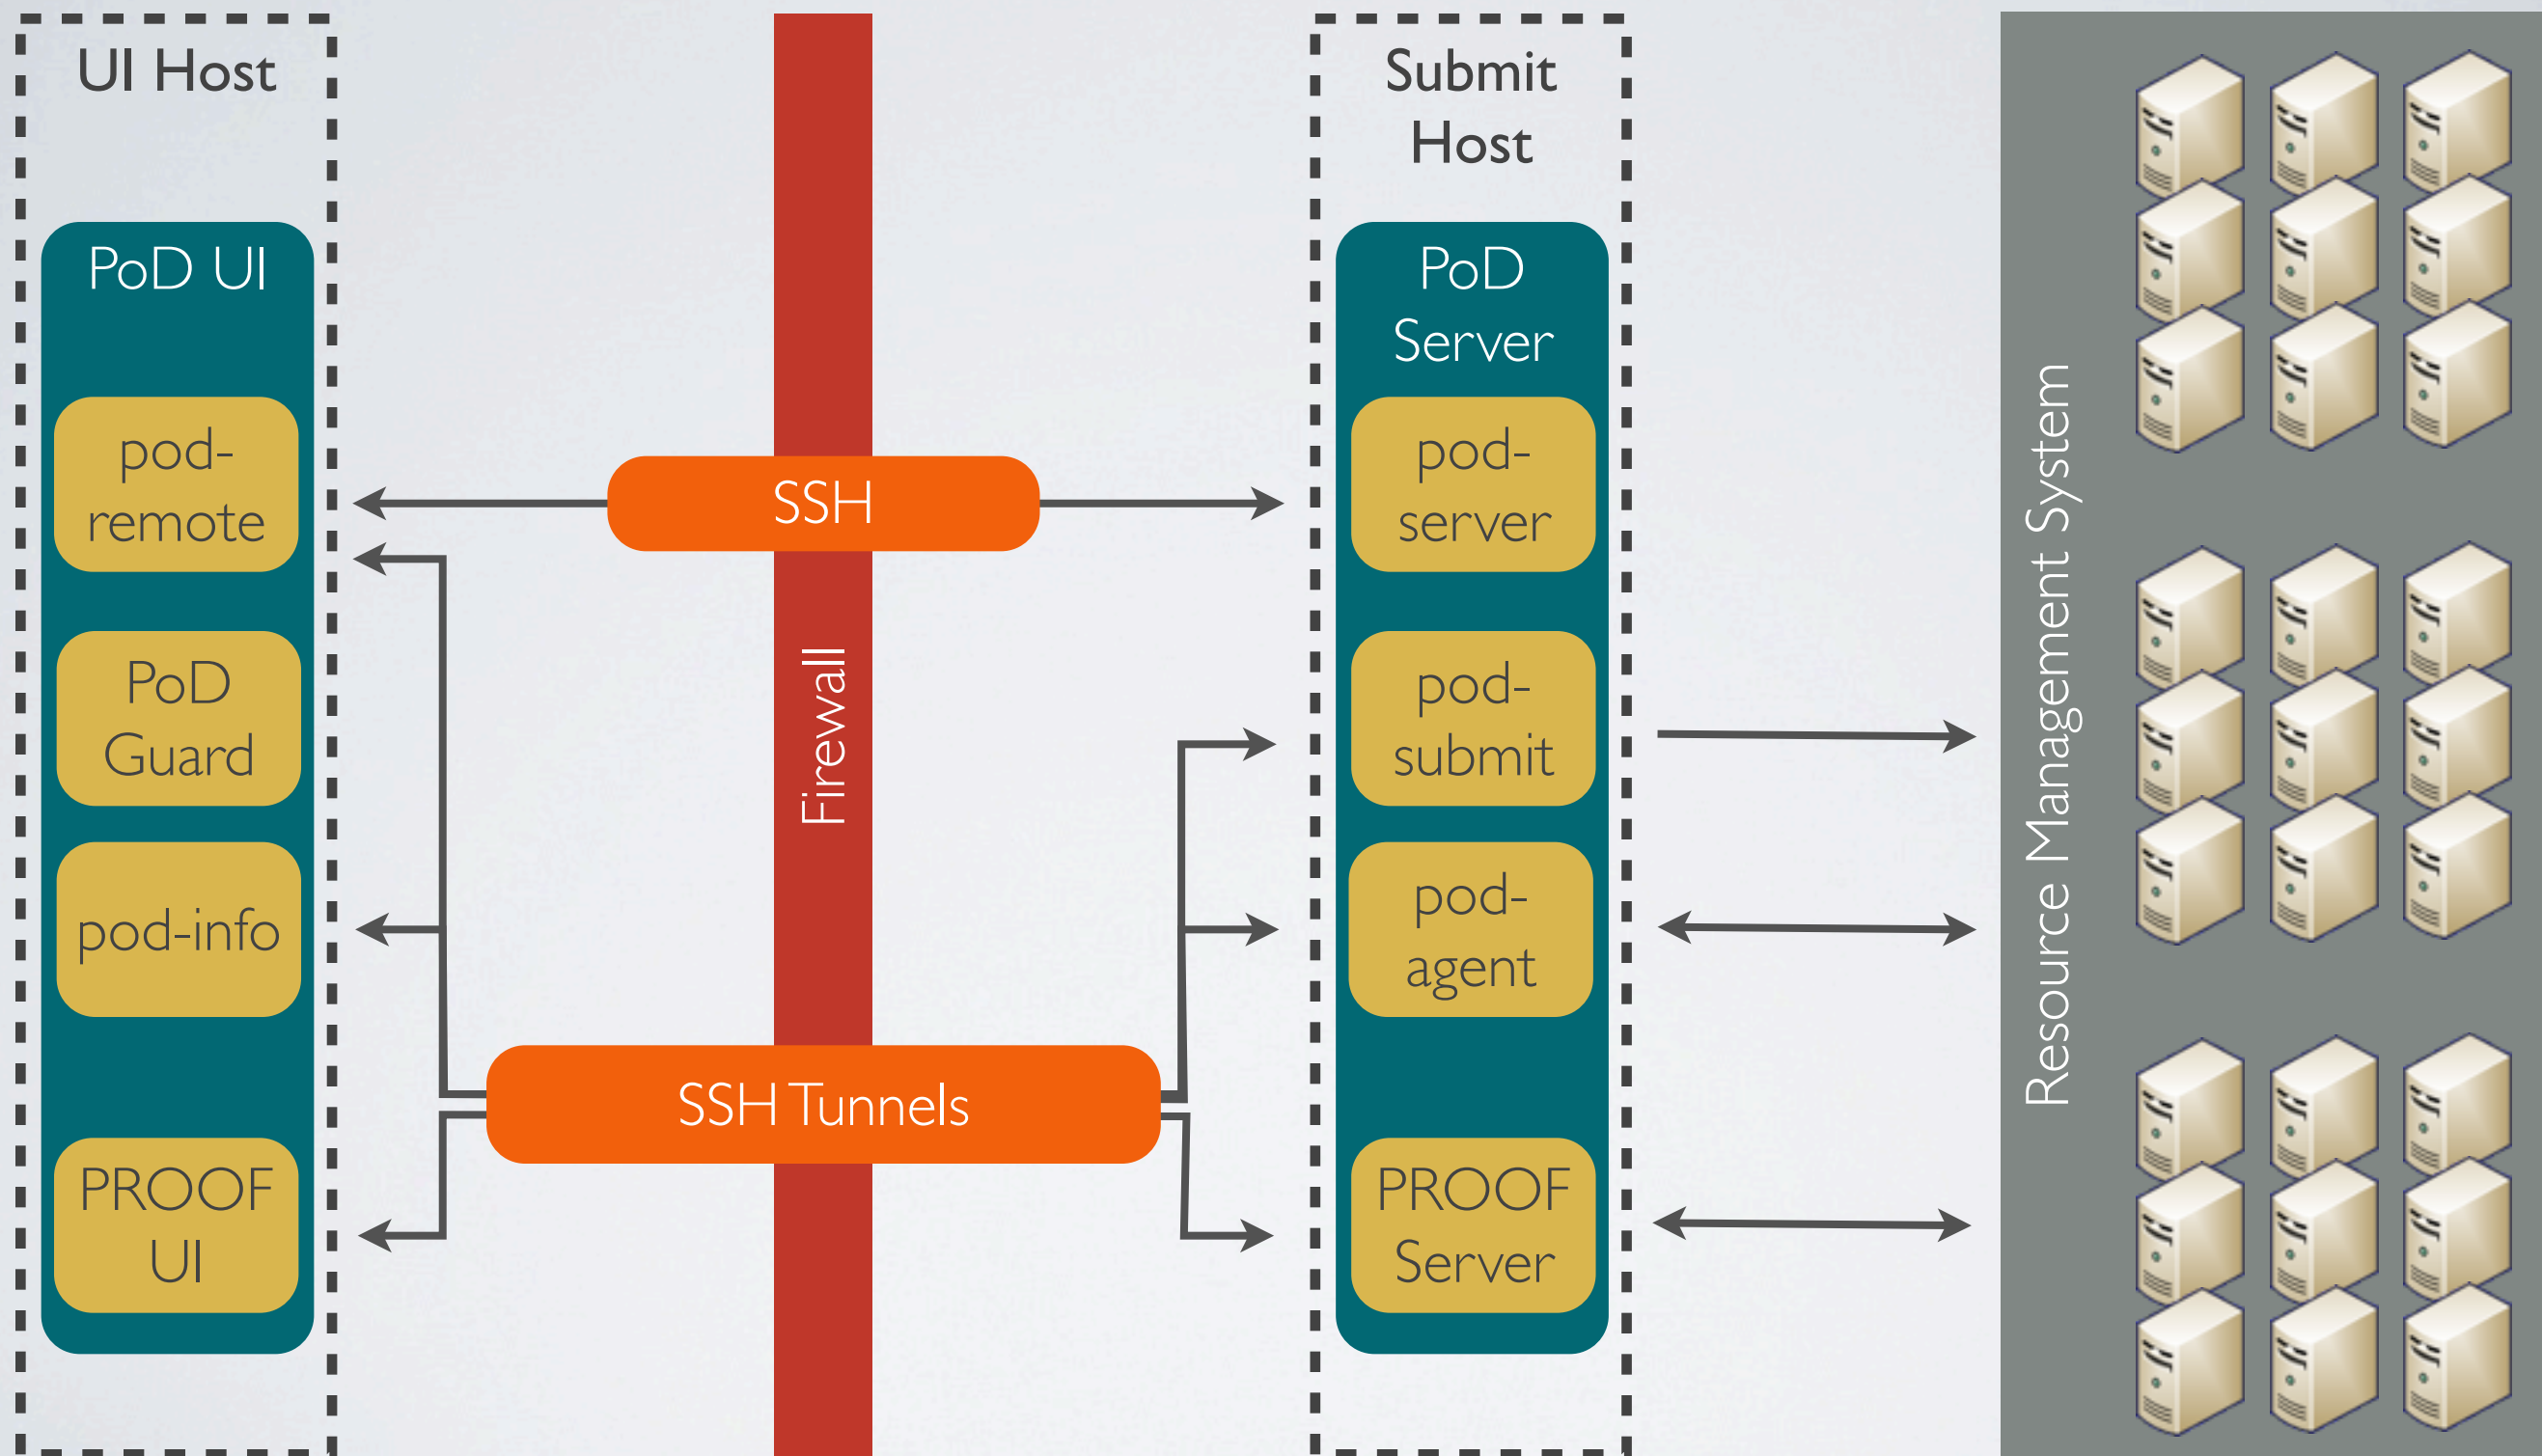 UI Host
PoD UI
pod-
remote
PoD
Guard
pod-info
PROOF
UI
Firewall
SSH
SSH Tunnels
Submit
Host
PoD
Server
pod-
server
pod-
submit
pod-
agent
PROOF
Server
Resource Management System